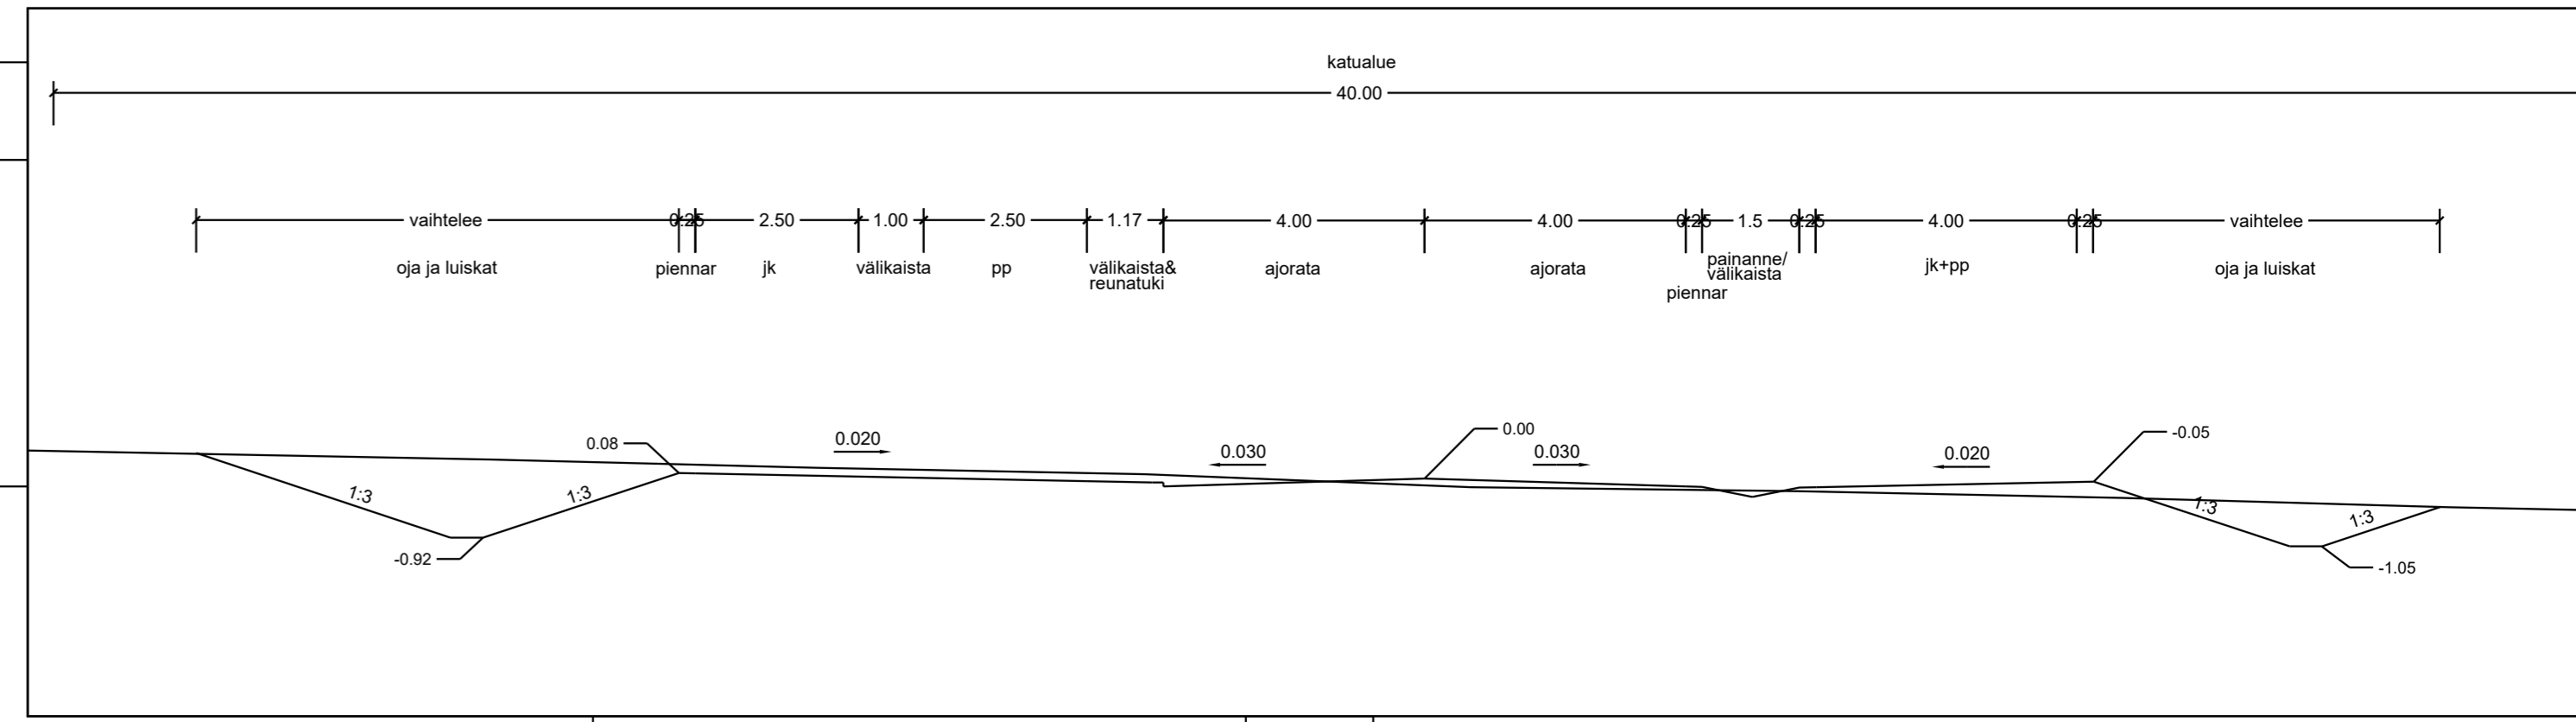 katualue
40.00
vaihtelee 0.25 2.50 1.00 2.50 1.17 4.00 4.00 0.25 1.5 0.25 4.00 0.25 vaihtelee
oja ja luiskat
piennar
jk
välikaista
pp
välikaista&
reunatuki
ajorata
ajorata
piennar
painanne/
välikaista
jk+pp
oja ja luiskat
0.08
0.020
0.030
0.00
0.030
0.020
-0.05
1:3
1:3
-0.92
1:3
1:3
-1.05